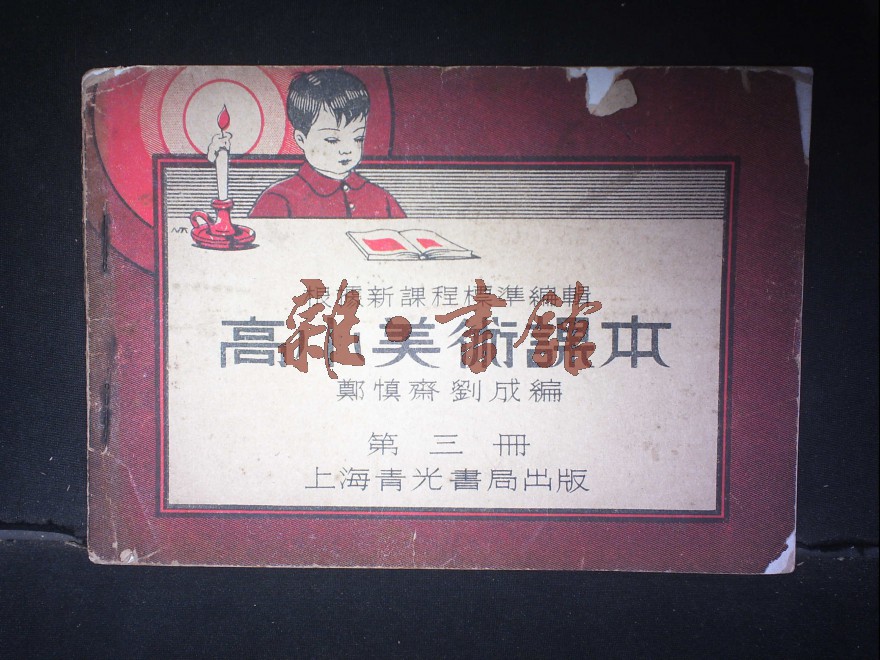 根據新課程標準編輯
高小美術課本
鄭慎齋劉成編
第三冊
上海青光書局出版
雜·書館